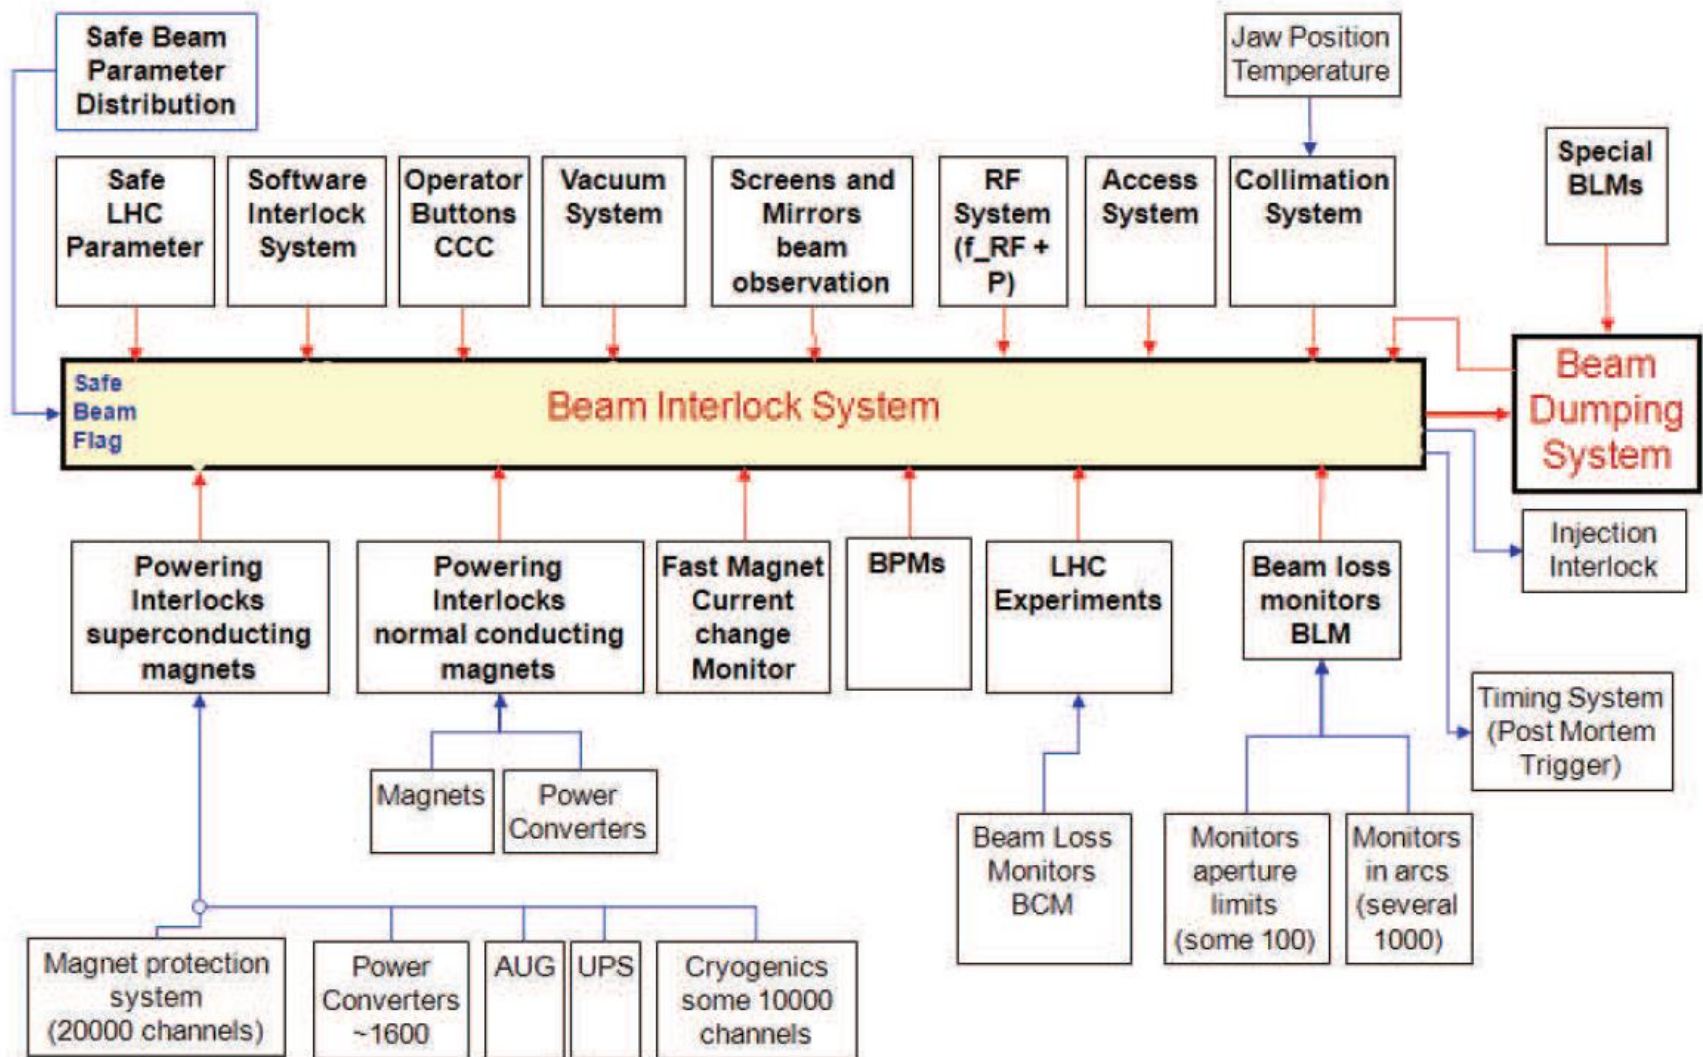 Safe Beam
Parameter
Distribution
Jaw Position
Temperature
Safe
LHC
Parameter
Software
Interlock
System
Operator
Buttons
CCC
Vacuum
System
Screens and
Mirrors
beam
observation
RF
System
(f_RF +
P)
Access
System
Collimation
System
Special
BLMs
Safe
Beam
Flag
Beam Interlock System
Beam
Dumping
System
Injection
Interlock
Timing System
(Post Mortem
Trigger)
Powering
Interlocks
superconducting
magnets
Powering
Interlocks
normal conducting
magnets
Fast Magnet
Current
change
Monitor
BPMs
LHC
Experiments
Beam loss
monitors
BLM
Magnets
Power
Converters
Beam Loss
Monitors
BCM
Monitors
aperture
limits
(some 100)
Monitors
in arcs
(several
1000)
Magnet protection
system
(20000 channels)
Power
Converters
~1600
AUG
UPS
Cryogenics
some 10000
channels